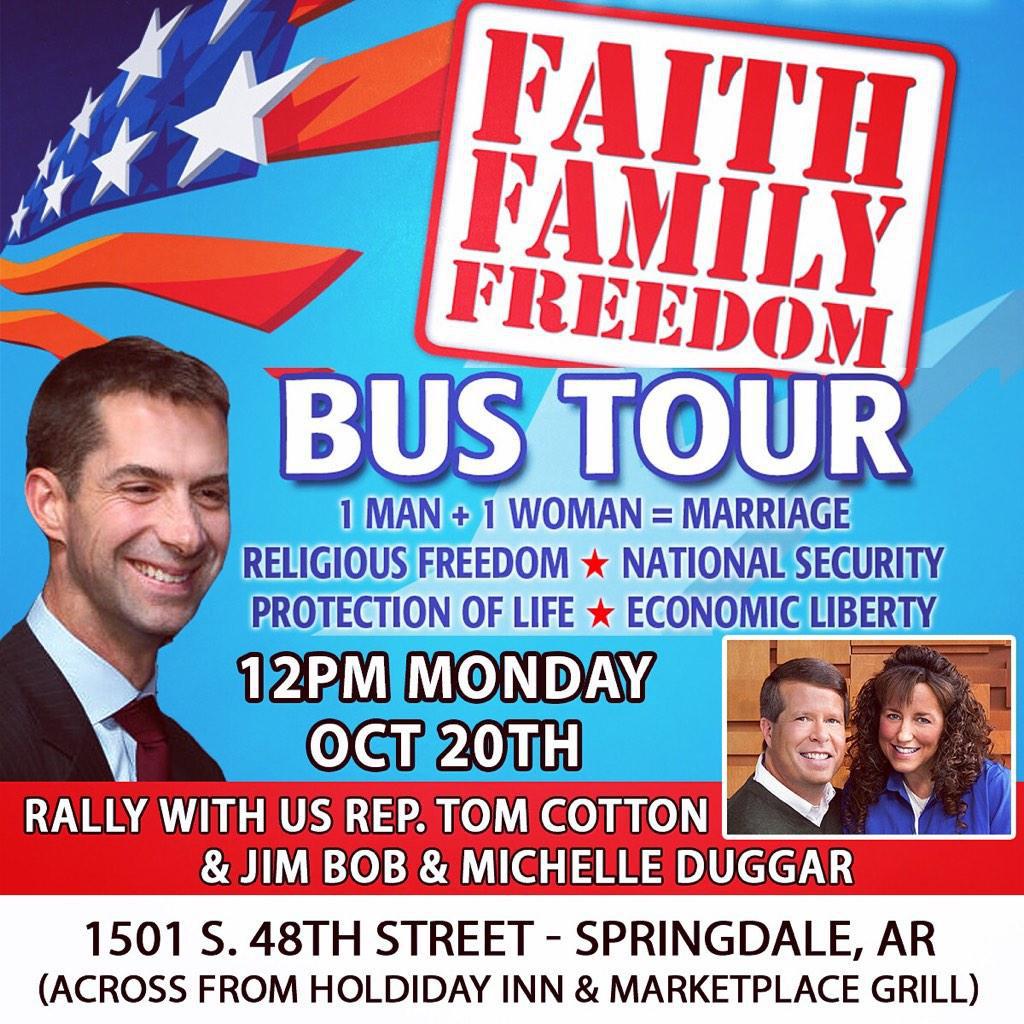 FAITH
FAMILY
FREEDOM
BUS TOUR
1 MAN + 1 WOMAN = MARRIAGE
RELIGIOUS FREEDOM ★ NATIONAL SECURITY
PROTECTION OF LIFE ★ ECONOMIC LIBERTY
12PM MONDAY
OCT 20TH
RALLY WITH US REP. TOM COTTON
& JIM BOB & MICHELLE DUGGAR
1501 S. 48TH STREET - SPRINGDALE, AR
(ACROSS FROM HOLDIDAY INN & MARKETPLACE GRILL)